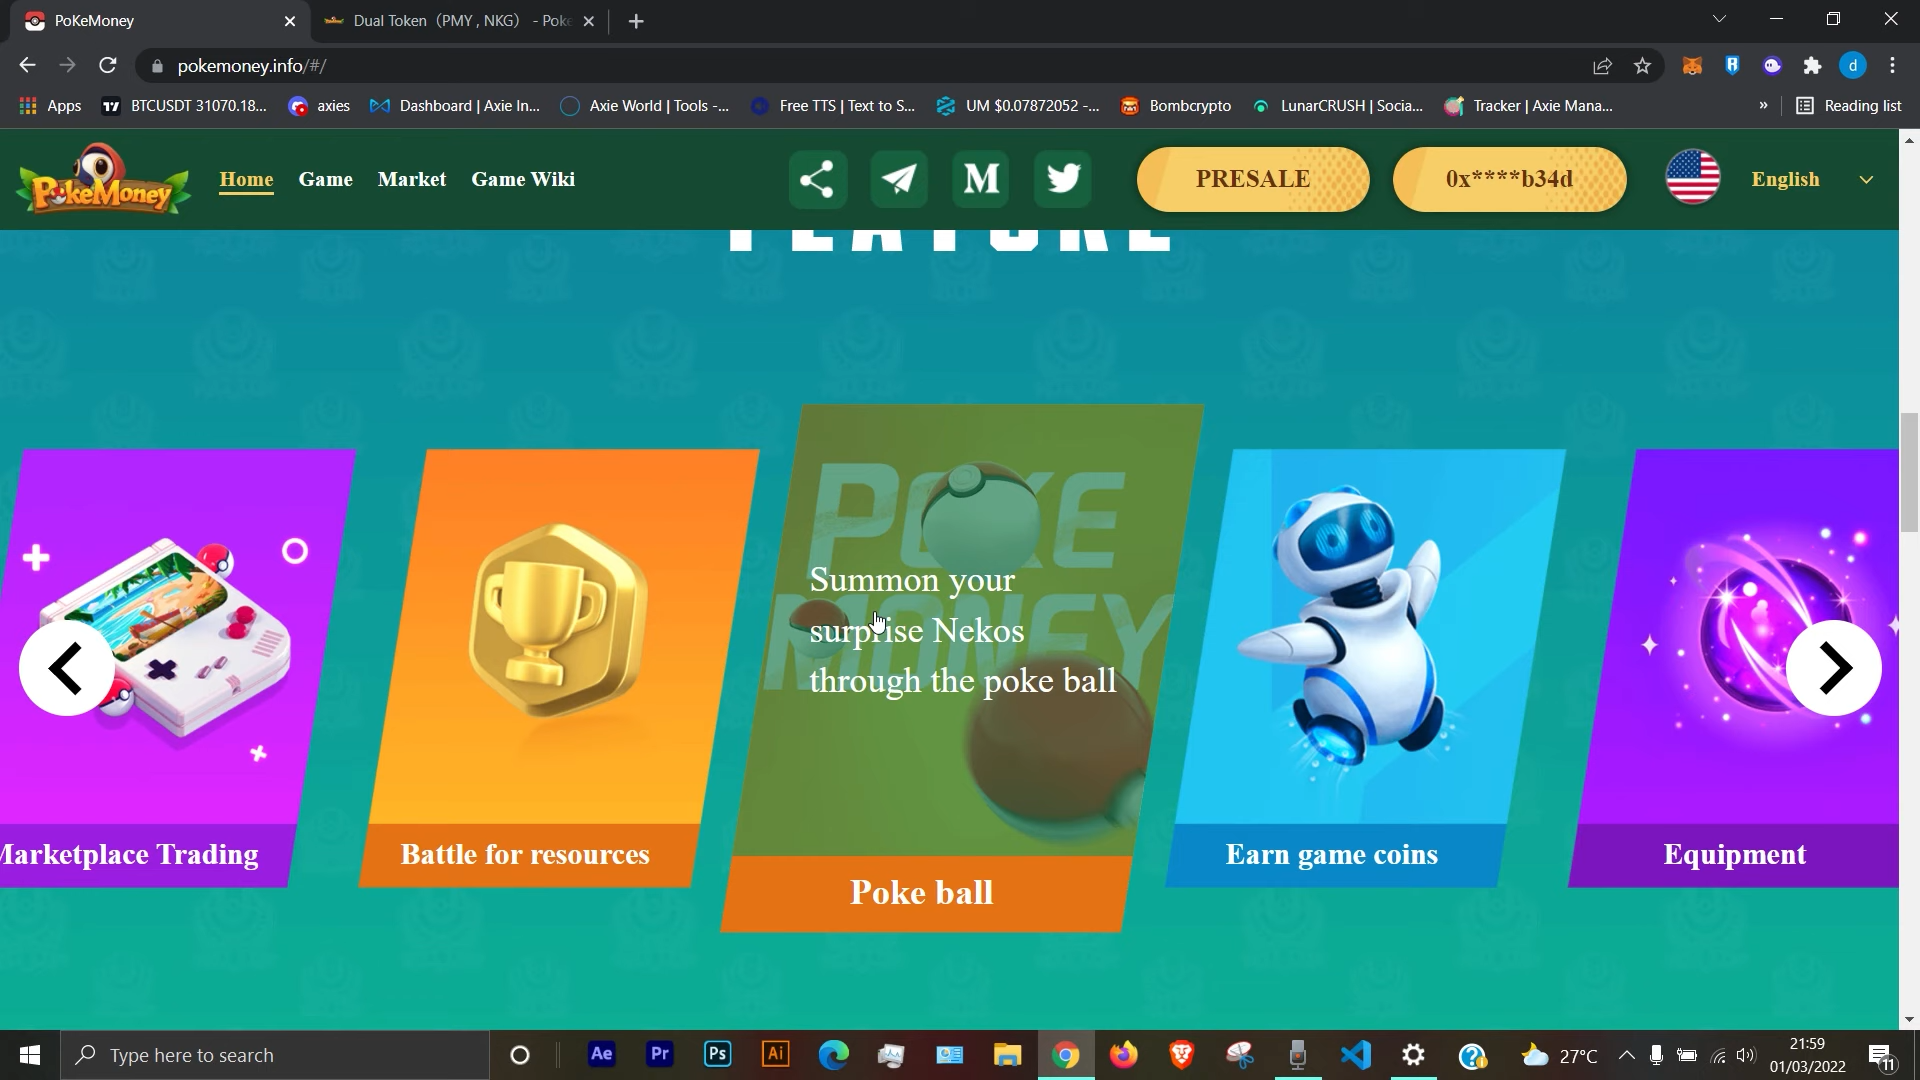 PoKeMoney
Dual Token（PMY , NKG） - Poke
pokemoney.info/#/
d
Apps
BTCUSDT 31070.18...
axies
Dashboard | Axie In...
Axie World | Tools -...
Free TTS | Text to S...
UM $0.07872052 -...
Bombcrypto
LunarCRUSH | Socia...
Tracker | Axie Mana...
»
Reading list
PokeMoney
Home
Game
Market
Game Wiki
M
PRESALE
0x****b34d
English
FEATURE
POKE
MONEY
Summon your
surprise Nekos
through the poke ball
Marketplace Trading
Battle for resources
Poke ball
Earn game coins
Equipment
Type here to search
Ae
Pr
Ps
Ai
27°C
21:59
01/03/2022
11